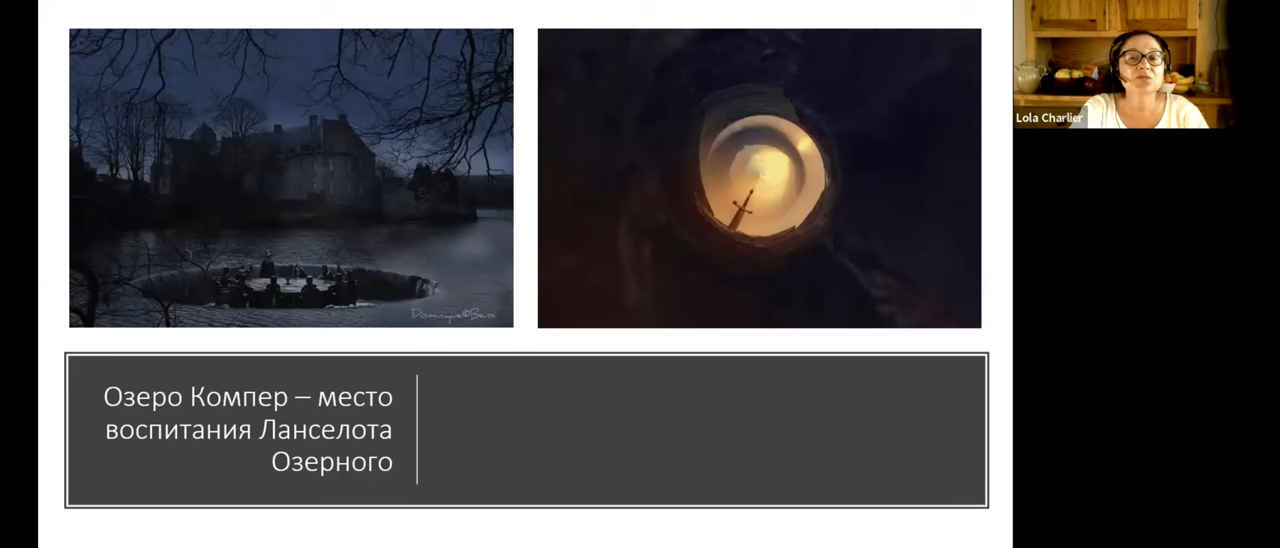 Lola Charlier
Озеро Компер – место
воспитания Ланселота
Озерного